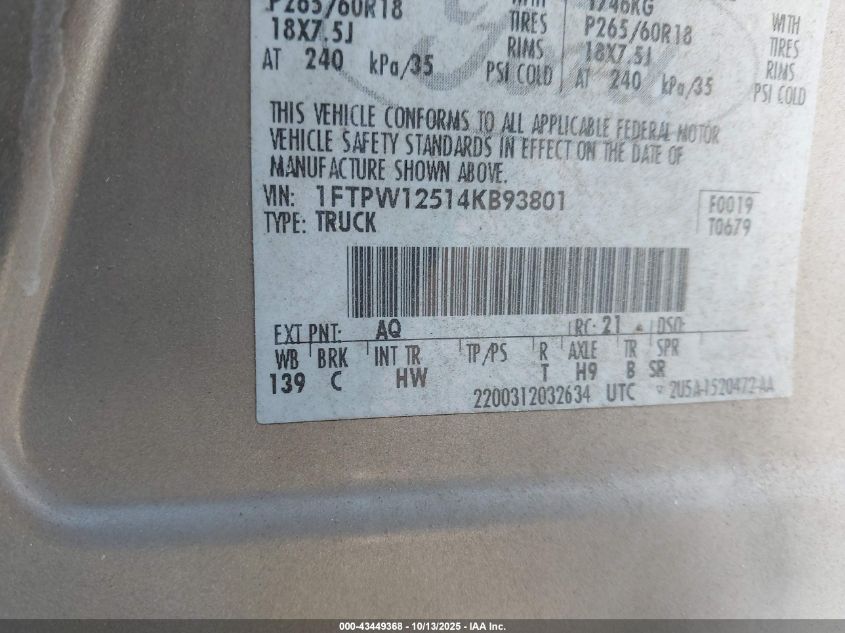 P265/60R18 WITH 1746KG WITH
18X7.5J TIRES P265/60R18 TIRES
AT 240 kPa/35 RIMS 18X7.5J RIMS
PSI COLD AT 240 kPa/35 PSI COLD
THIS VEHICLE CONFORMS TO ALL APPLICABLE FEDERAL MOTOR
VEHICLE SAFETY STANDARDS IN EFFECT ON THE DATE OF
MANUFACTURE SHOWN ABOVE.
VIN: 1FTPW12514KB93801 F0019
TYPE: TRUCK T0679
EXT PNT: AQ RC: 21 DSO:
WB BRK INT TR TP/PS R AXLE TR SPR
139 C HW T H9 B SR
2200312032634 UTC 2U5A-1520472-AA
000-43449368 - 10/13/2025 - IAA Inc.